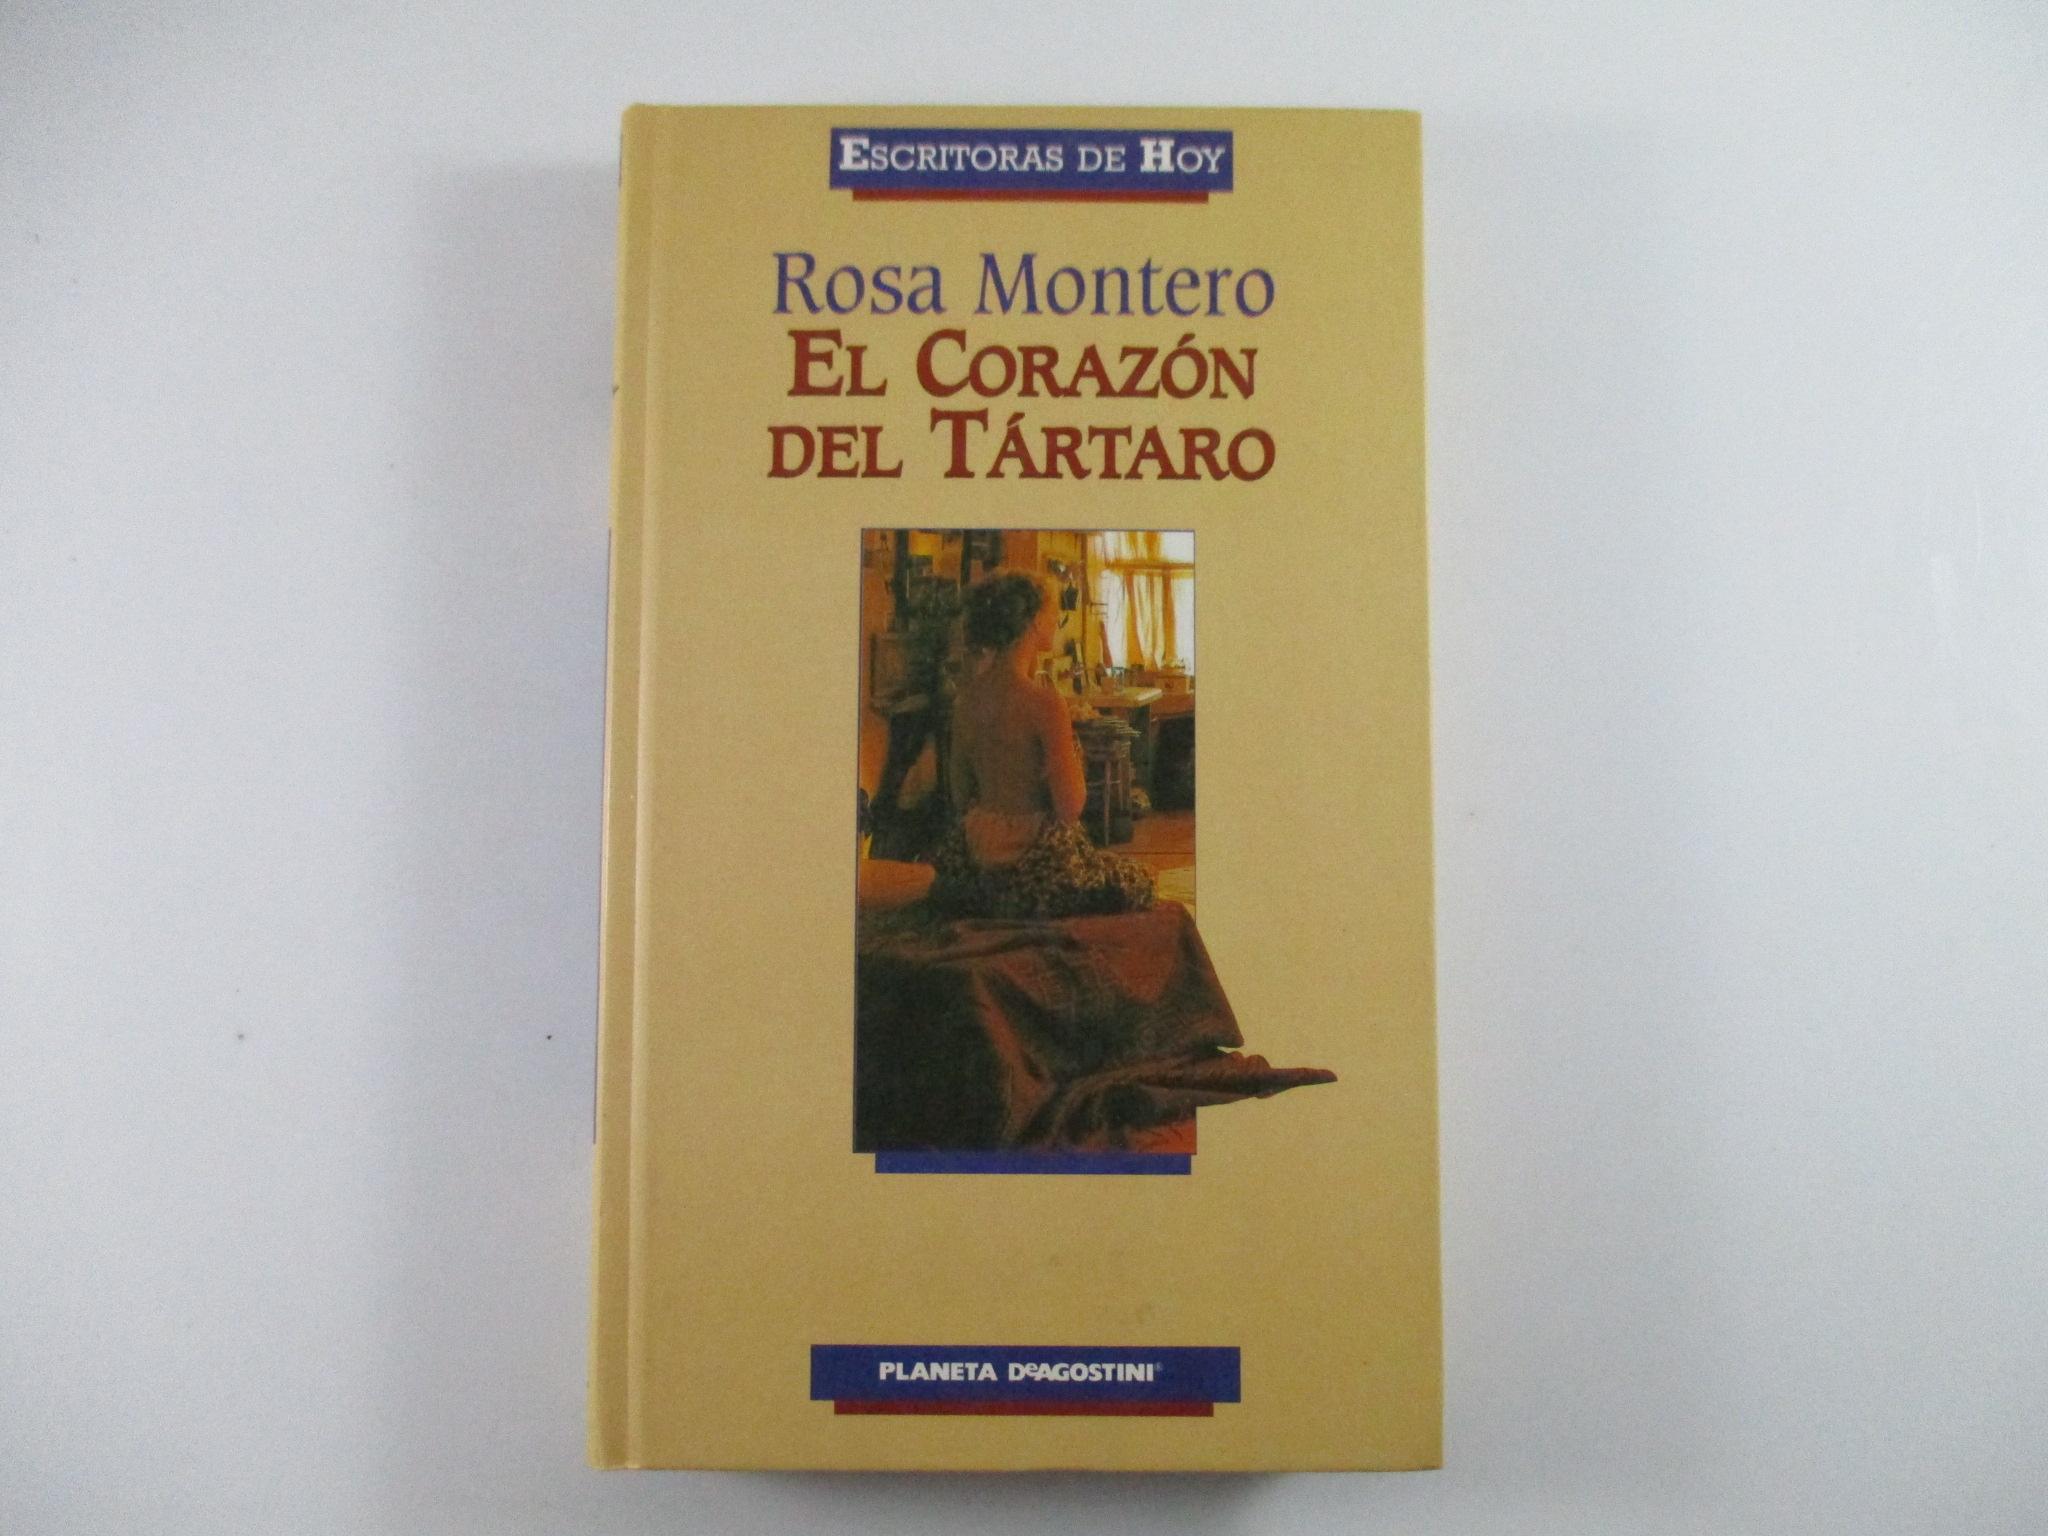 ESCRITORAS DE HOY
Rosa Montero
EL CORAZÓN
DEL TÁRTARO
PLANETA DeAGOSTINI®